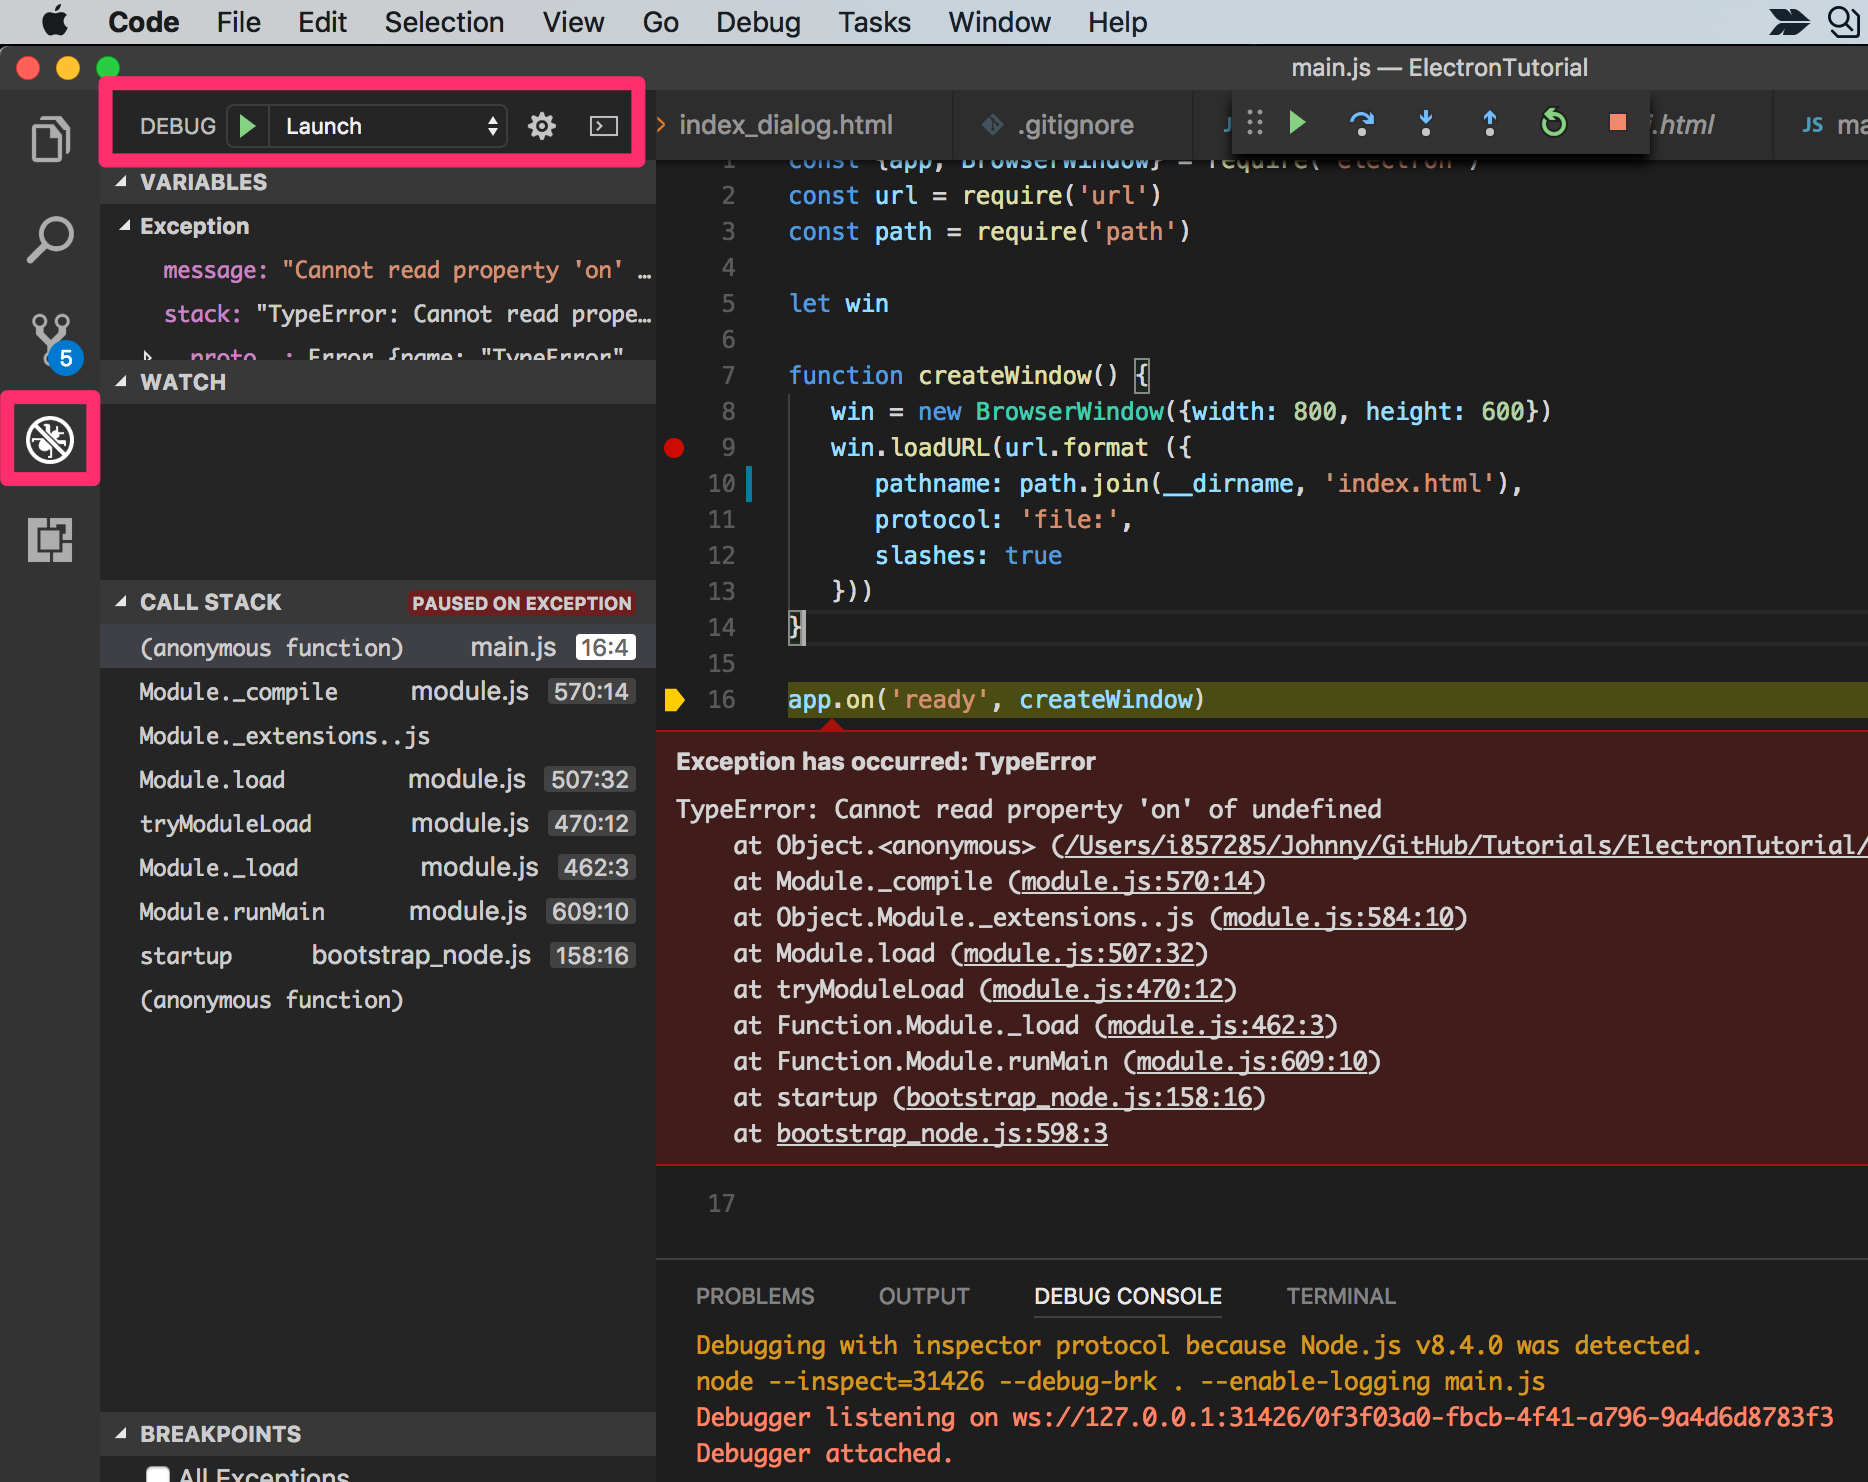 Code File Edit Selection View Go Debug Tasks Window Help
main.js — ElectronTutorial
DEBUG Launch
index_dialog.html .gitignore .html JS
VARIABLES
Exception
message: "Cannot read property 'on' …
stack: "TypeError: Cannot read prope…
__proto__: Error {name: "TypeError"
WATCH
5
CALL STACK PAUSED ON EXCEPTION
(anonymous function) main.js 16:4
Module._compile module.js 570:14
Module._extensions..js
Module.load module.js 507:32
tryModuleLoad module.js 470:12
Module._load module.js 462:3
Module.runMain module.js 609:10
startup bootstrap_node.js 158:16
(anonymous function)
BREAKPOINTS
All Exceptions
1 const {app, BrowserWindow} = require('electron')
2 const url = require('url')
3 const path = require('path')
4
5 let win
6
7 function createWindow() {
8 win = new BrowserWindow({width: 800, height: 600})
9 win.loadURL(url.format ({
10 pathname: path.join(__dirname, 'index.html'),
11 protocol: 'file:',
12 slashes: true
13 }))
14 }
15
16 app.on('ready', createWindow)
Exception has occurred: TypeError
TypeError: Cannot read property 'on' of undefined
at Object.<anonymous> (/Users/i857285/Johnny/GitHub/Tutorials/ElectronTutorial/
at Module._compile (module.js:570:14)
at Object.Module._extensions..js (module.js:584:10)
at Module.load (module.js:507:32)
at tryModuleLoad (module.js:470:12)
at Function.Module._load (module.js:462:3)
at Function.Module.runMain (module.js:609:10)
at startup (bootstrap_node.js:158:16)
at bootstrap_node.js:598:3
17
PROBLEMS OUTPUT DEBUG CONSOLE TERMINAL
Debugging with inspector protocol because Node.js v8.4.0 was detected.
node --inspect=31426 --debug-brk . --enable-logging main.js
Debugger listening on ws://127.0.0.1:31426/0f3f03a0-fbcb-4f41-a796-9a4d6d8783f3
Debugger attached.